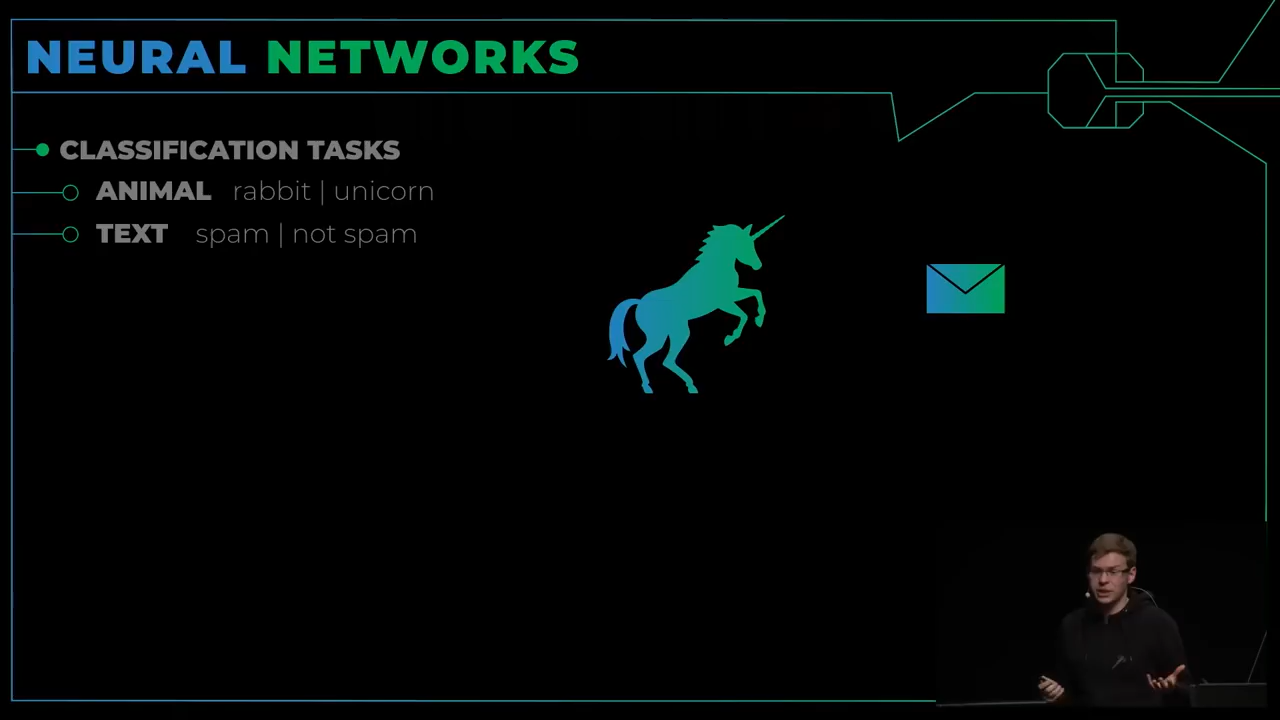 NEURAL NETWORKS
CLASSIFICATION TASKS
ANIMAL rabbit | unicorn
TEXT spam | not spam